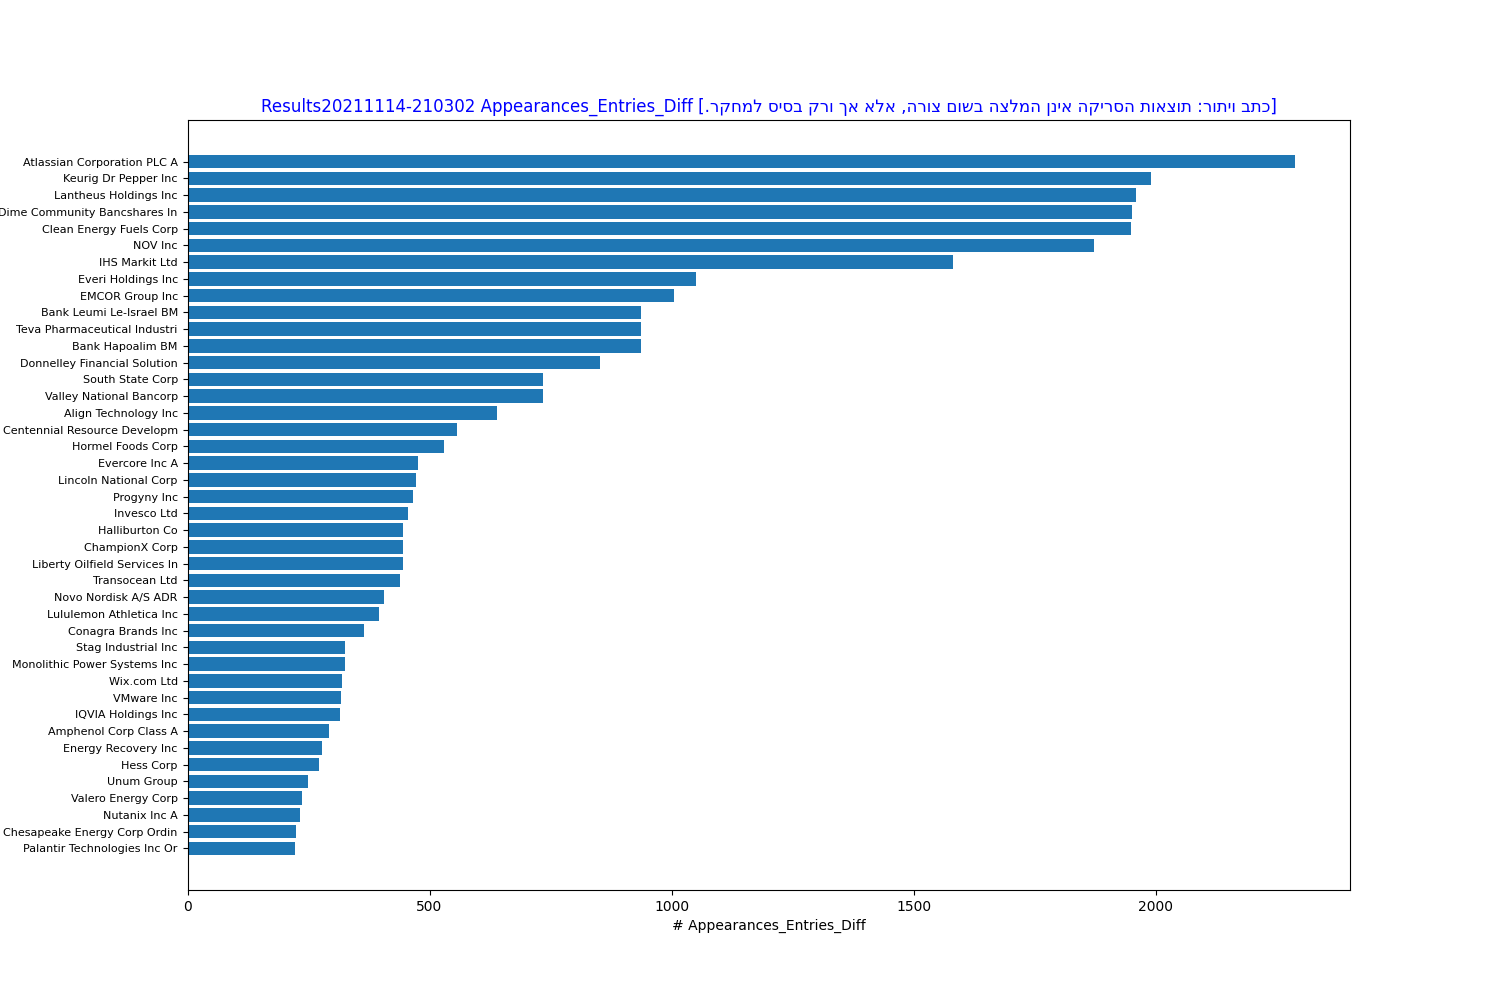 Results20211114-210302 Appearances_Entries_Diff [כתב ויתור: תוצאות הסריקה אינן המלצה בשום צורה, אלא אך ורק בסיס למחקר.]
Atlassian Corporation PLC A
Keurig Dr Pepper Inc
Lantheus Holdings Inc
Dime Community Bancshares In
Clean Energy Fuels Corp
NOV Inc
IHS Markit Ltd
Everi Holdings Inc
EMCOR Group Inc
Bank Leumi Le-Israel BM
Teva Pharmaceutical Industri
Bank Hapoalim BM
Donnelley Financial Solution
South State Corp
Valley National Bancorp
Align Technology Inc
Centennial Resource Developm
Hormel Foods Corp
Evercore Inc A
Lincoln National Corp
Progyny Inc
Invesco Ltd
Halliburton Co
ChampionX Corp
Liberty Oilfield Services In
Transocean Ltd
Novo Nordisk A/S ADR
Lululemon Athletica Inc
Conagra Brands Inc
Stag Industrial Inc
Monolithic Power Systems Inc
Wix.com Ltd
VMware Inc
IQVIA Holdings Inc
Amphenol Corp Class A
Energy Recovery Inc
Hess Corp
Unum Group
Valero Energy Corp
Nutanix Inc A
Chesapeake Energy Corp Ordin
Palantir Technologies Inc Or
0 500 1000 1500 2000
# Appearances_Entries_Diff